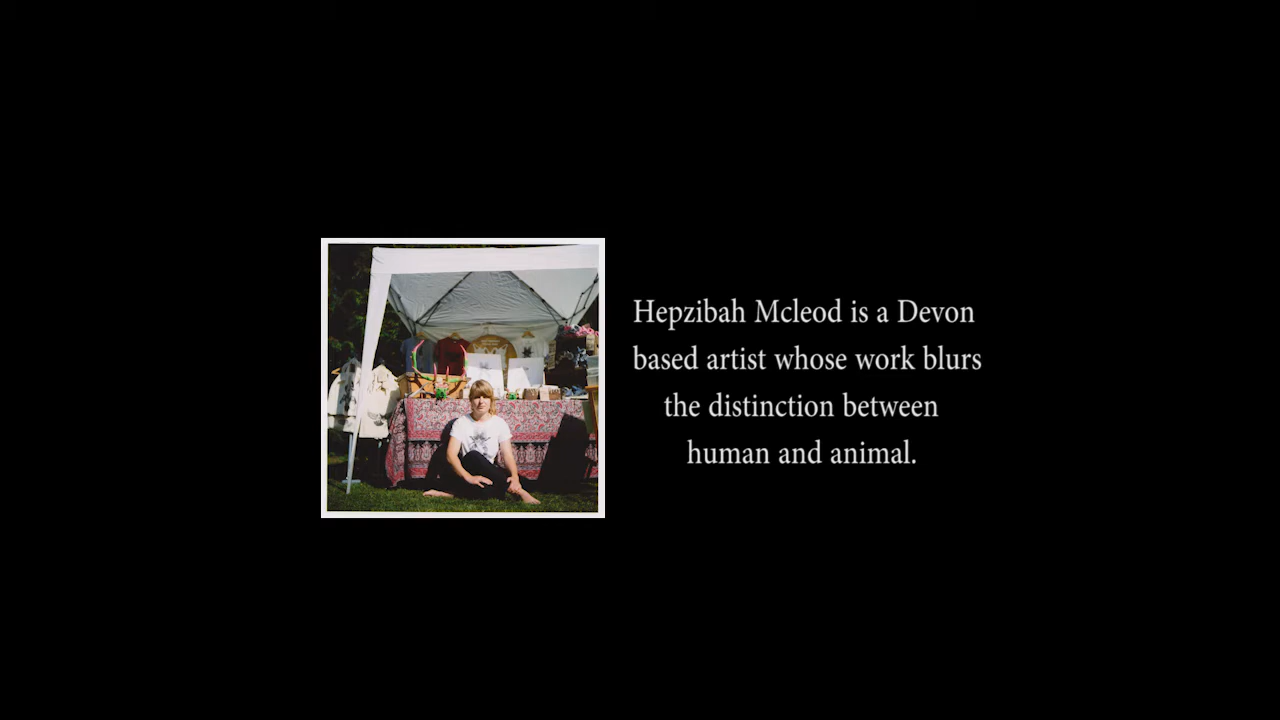 Hepzibah Mcleod is a Devon
based artist whose work blurs
the distinction between
human and animal.